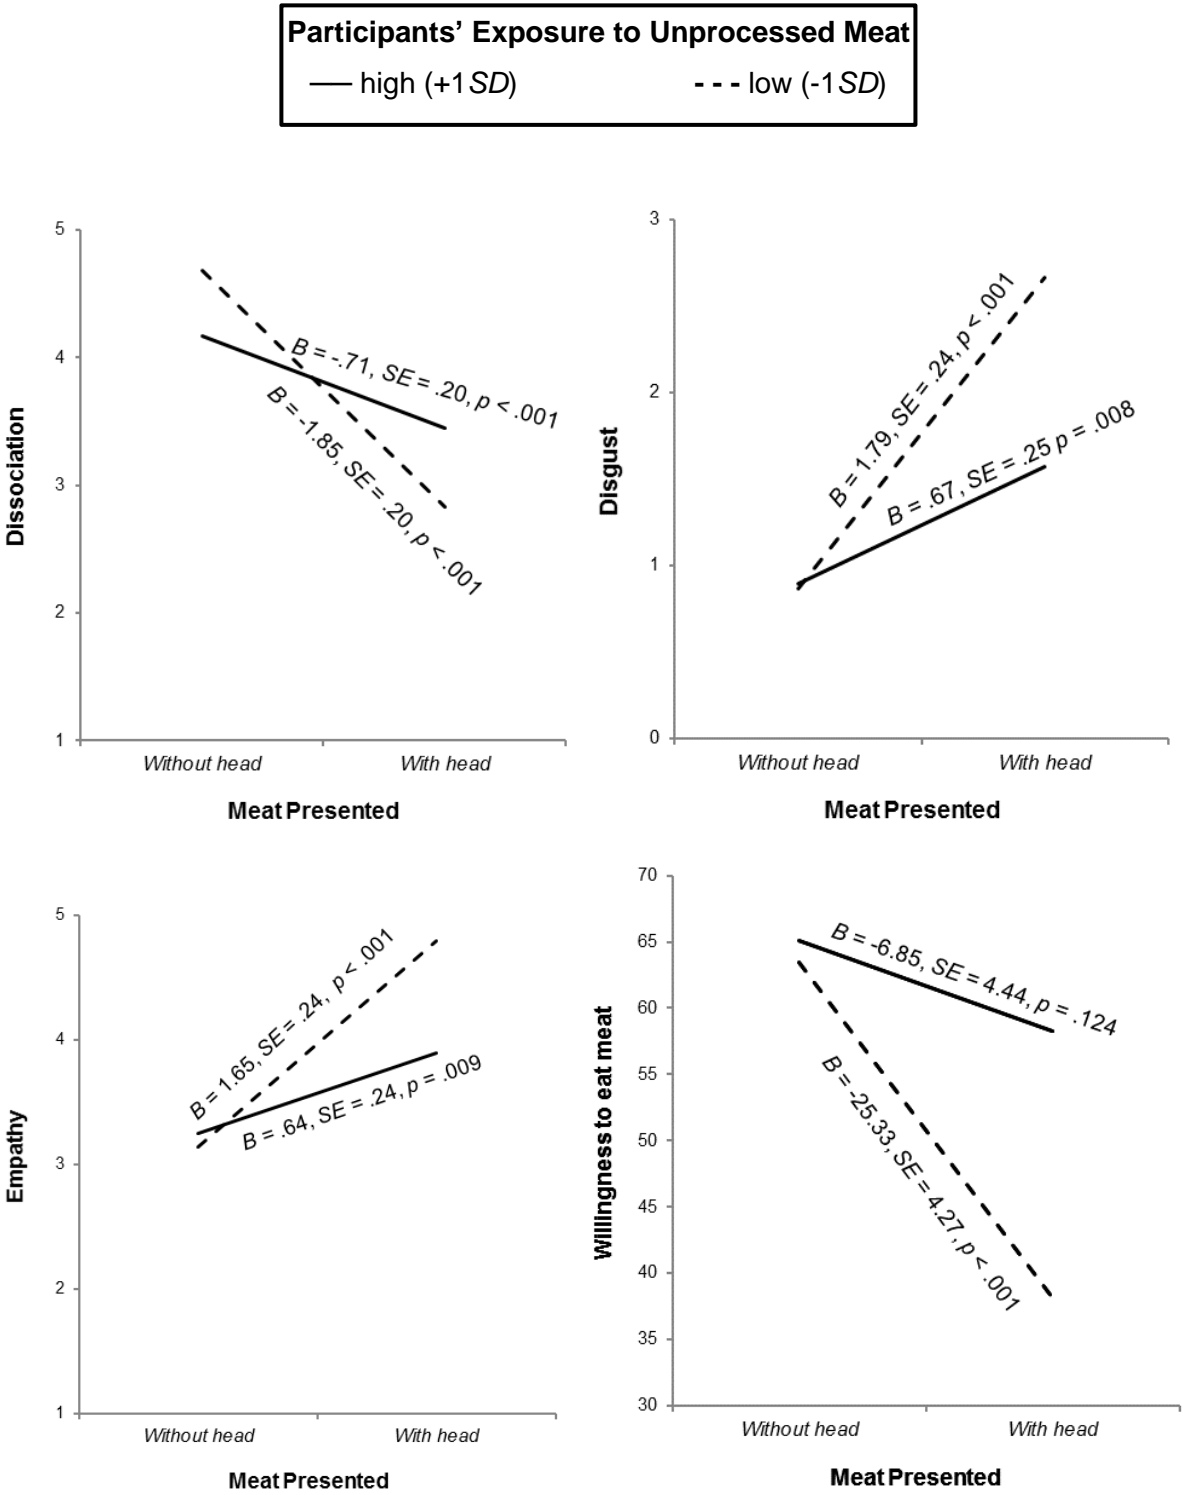 Participants' Exposure to Unprocessed Meat
high (+1SD) - - - low (-1SD)
5
4
3
2
1
Dissociation
B = -.71, SE = .20, p < .001
B = -1.85, SE = .20, p < .001
Without head With head
Meat Presented
3
2
1
0
Disgust
B = 1.79, SE = .24, p < .001
B = .67, SE = .25 p = .008
Without head With head
Meat Presented
5
4
3
2
1
Empathy
B = 1.65, SE = .24, p < .001
B = .64, SE = .24, p = .009
Without head With head
Meat Presented
70
65
60
55
50
45
40
35
30
Willingness to eat meat
B = -6.85, SE = 4.44, p = .124
B = -25.33, SE = 4.27, p < .001
Without head With head
Meat Presented